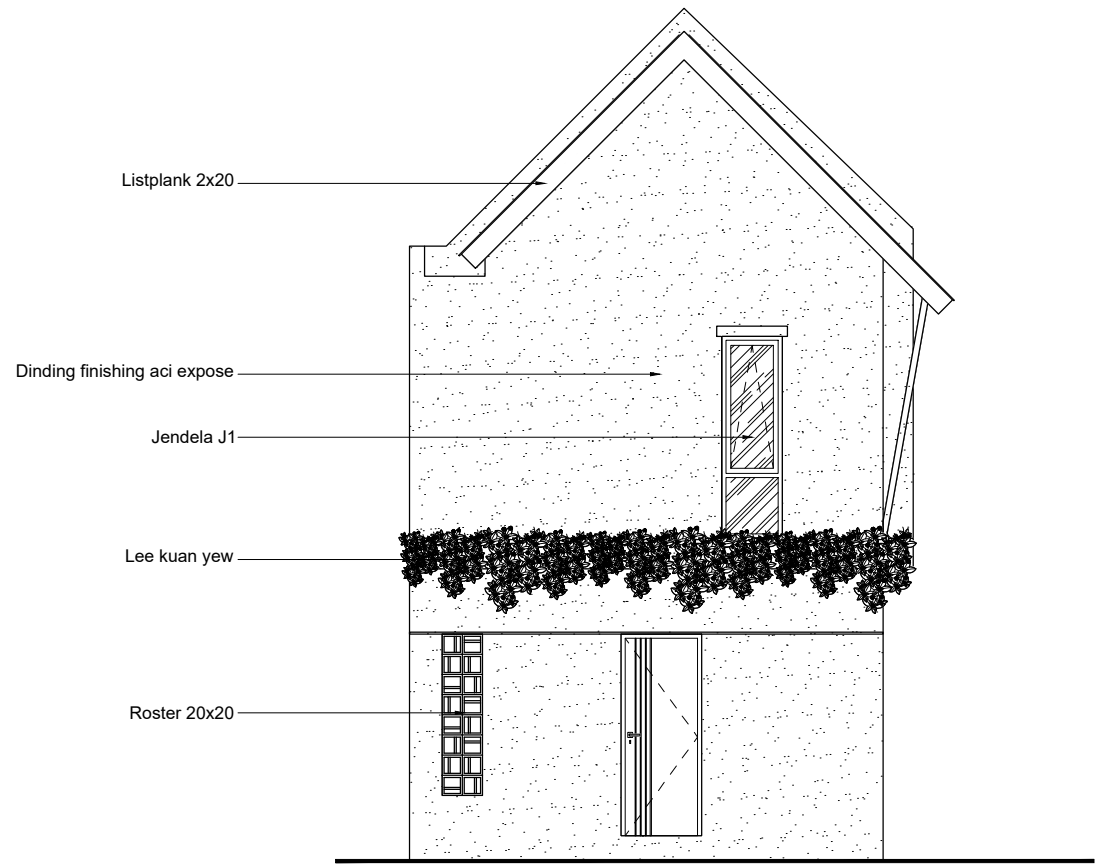 Listplank 2x20
Dinding finishing aci expose
Jendela J1
Lee kuan yew
Roster 20x20